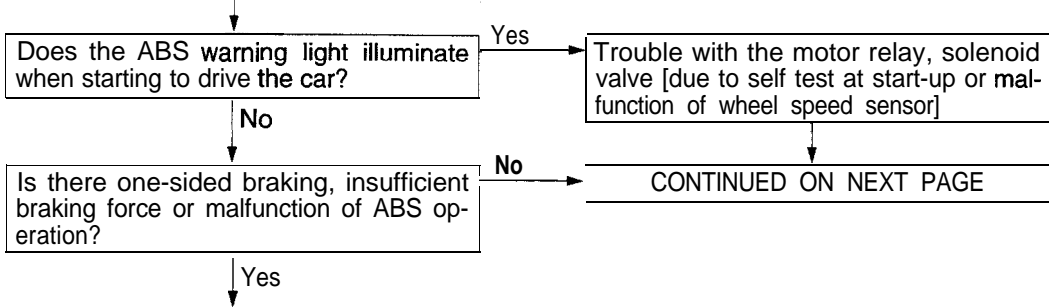 Does the ABS warning light illuminate
when starting to drive the car?
Yes
Trouble with the motor relay, solenoid
valve [due to self test at start-up or mal-
function of wheel speed sensor]
No
Is there one-sided braking, insufficient
braking force or malfunction of ABS op-
eration?
No
CONTINUED ON NEXT PAGE
Yes